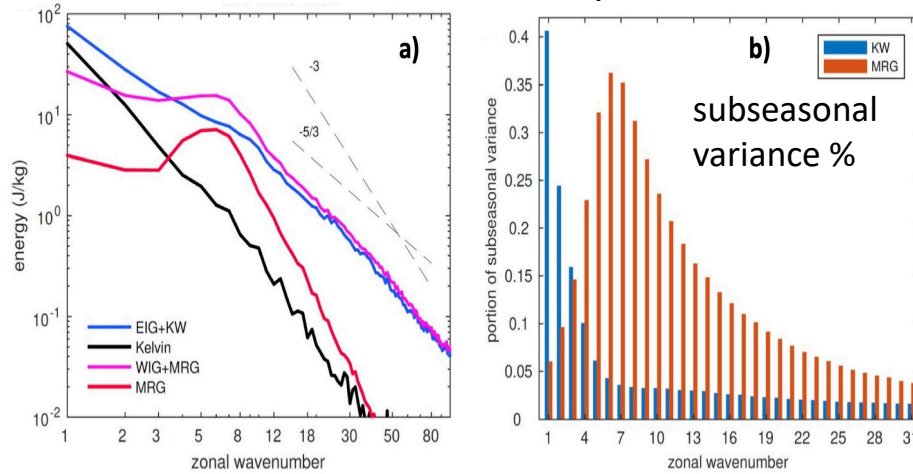 a)
10^2
10^1
10^0
10^-1
10^-2
energy (J/kg)
-3
-5/3
EIG+KW
Kelvin
WIG+MRG
MRG
1 2 3 5 8 12 18 30 50 80
zonal wavenumber
b)
KW
MRG
subseasonal
variance %
0.4
0.35
0.3
0.25
0.2
0.15
0.1
0.05
0
portion of subseasonal variance
1 4 7 10 13 16 19 22 25 28 31
zonal wavenumber